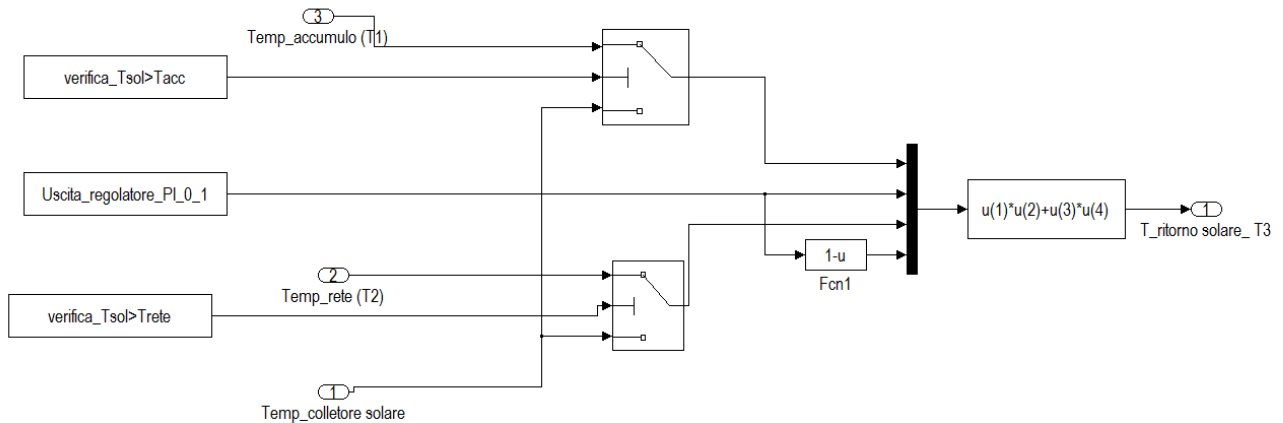 3
Temp_accumulo (T1)
verifica_Tsol>Tacc
Uscita_regolatore_PI_0_1
u(1)*u(2)+u(3)*u(4)
1
T_ritorno solare_ T3
1-u
Fcn1
2
Temp_rete (T2)
verifica_Tsol>Trete
1
Temp_colletore solare